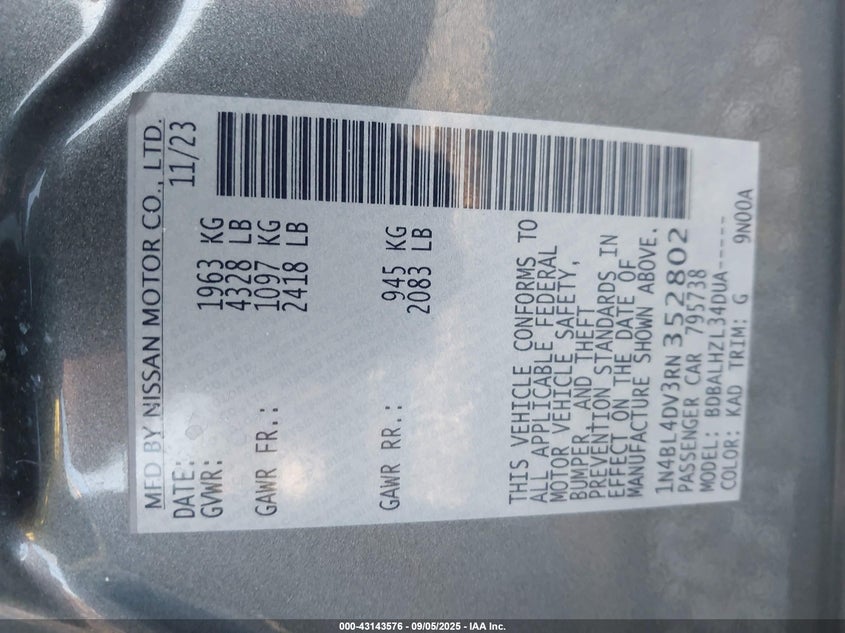 MFD BY NISSAN MOTOR CO., LTD.
DATE: 11/23
GVWR: 1963 KG
4328 LB
GAWR FR.: 1097 KG
2418 LB
GAWR RR.: 945 KG
2083 LB
THIS VEHICLE CONFORMS TO
ALL APPLICABLE FEDERAL
MOTOR VEHICLE SAFETY,
BUMPER AND THEFT
PREVENTION STANDARDS IN
EFFECT ON THE DATE OF
MANUFACTURE SHOWN ABOVE.
1N4BL4DV3RN352802
PASSENGER CAR 795738
MODEL: BDBALHZL34DUA-----
COLOR: KAD TRIM: G 9N00A
000-43143576 - 09/05/2025 - IAA Inc.